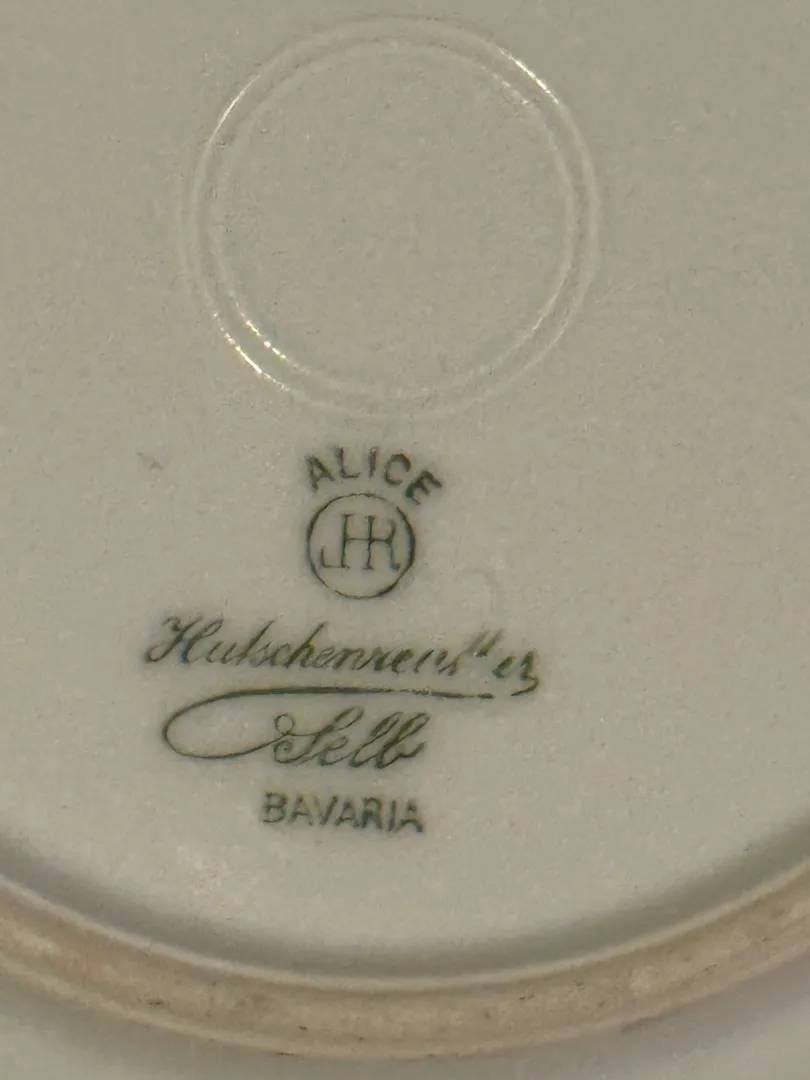 ALICE
JHR
Hutschenreuther
Selb
BAVARIA